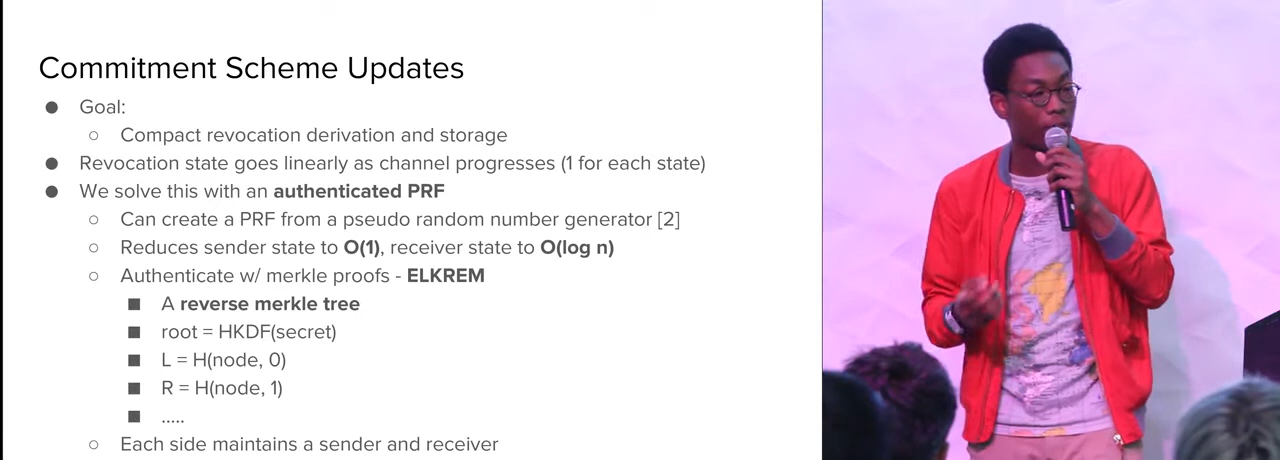 Commitment Scheme Updates
● Goal:
○ Compact revocation derivation and storage
● Revocation state goes linearly as channel progresses (1 for each state)
● We solve this with an authenticated PRF
○ Can create a PRF from a pseudo random number generator [2]
○ Reduces sender state to O(1), receiver state to O(log n)
○ Authenticate w/ merkle proofs - ELKREM
■ A reverse merkle tree
■ root = HKDF(secret)
■ L = H(node, 0)
■ R = H(node, 1)
■ .....
○ Each side maintains a sender and receiver